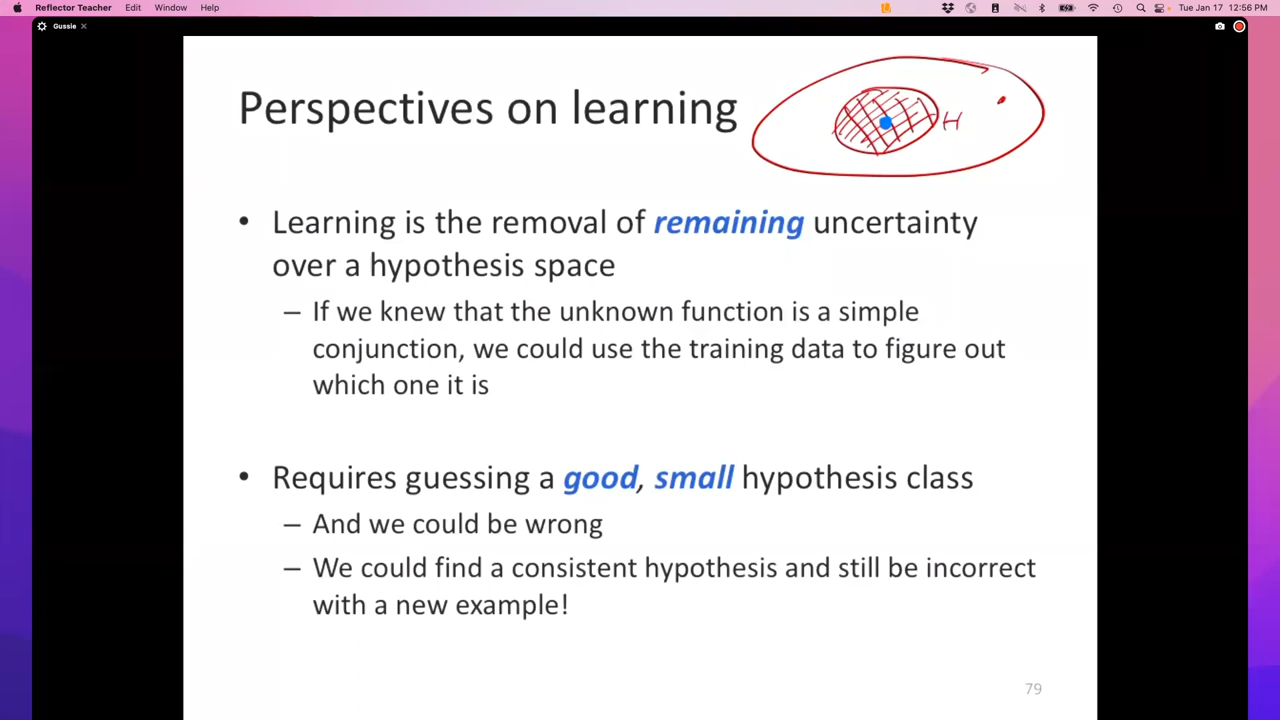 Reflector Teacher Edit Window Help Tue Jan 17 12:56 PM
Gussie
Perspectives on learning
H
• Learning is the removal of remaining uncertainty
over a hypothesis space
– If we knew that the unknown function is a simple
conjunction, we could use the training data to figure out
which one it is
• Requires guessing a good, small hypothesis class
– And we could be wrong
– We could find a consistent hypothesis and still be incorrect
with a new example!
79